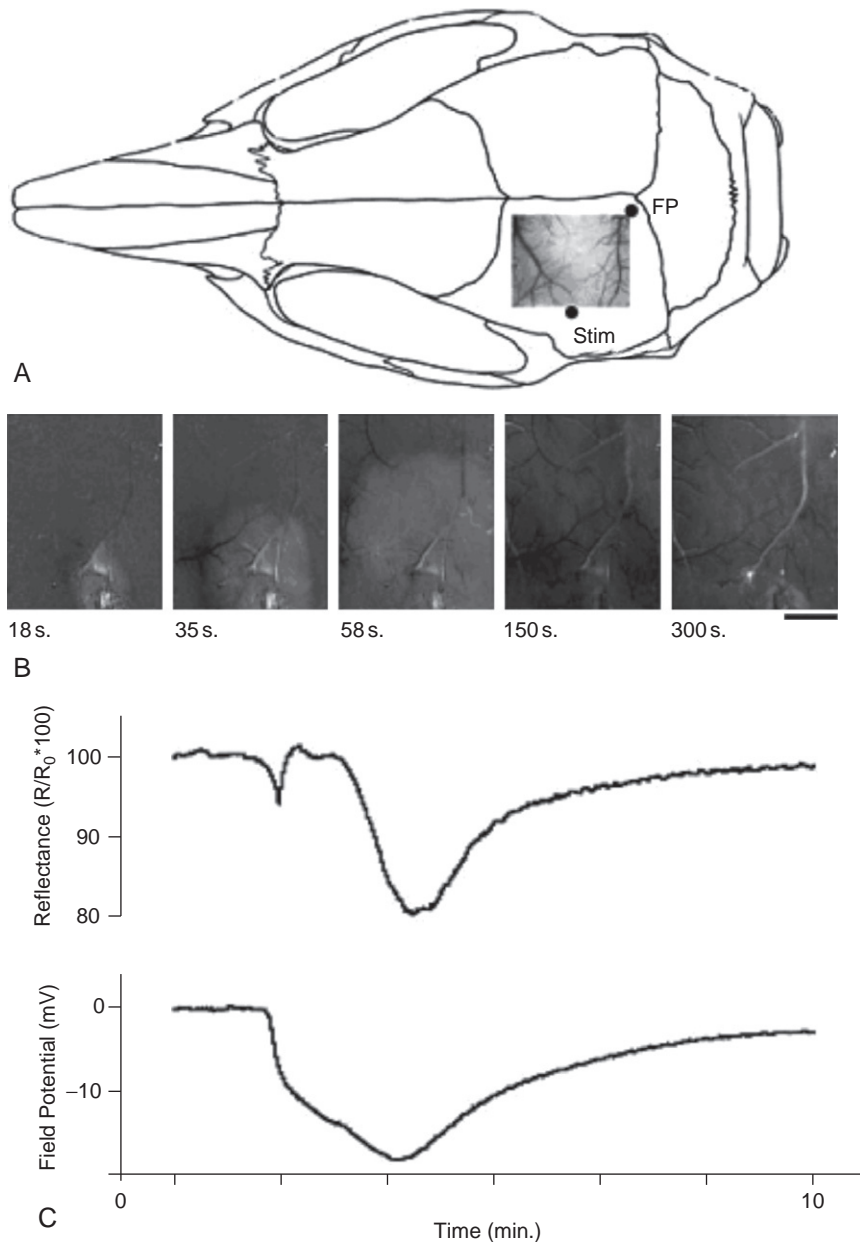 FP
Stim
A
18 s. 35 s. 58 s. 150 s. 300 s.
B
Reflectance (R/R₀*100)
100
90
80
Field Potential (mV)
0
–10
0 10
C
Time (min.)